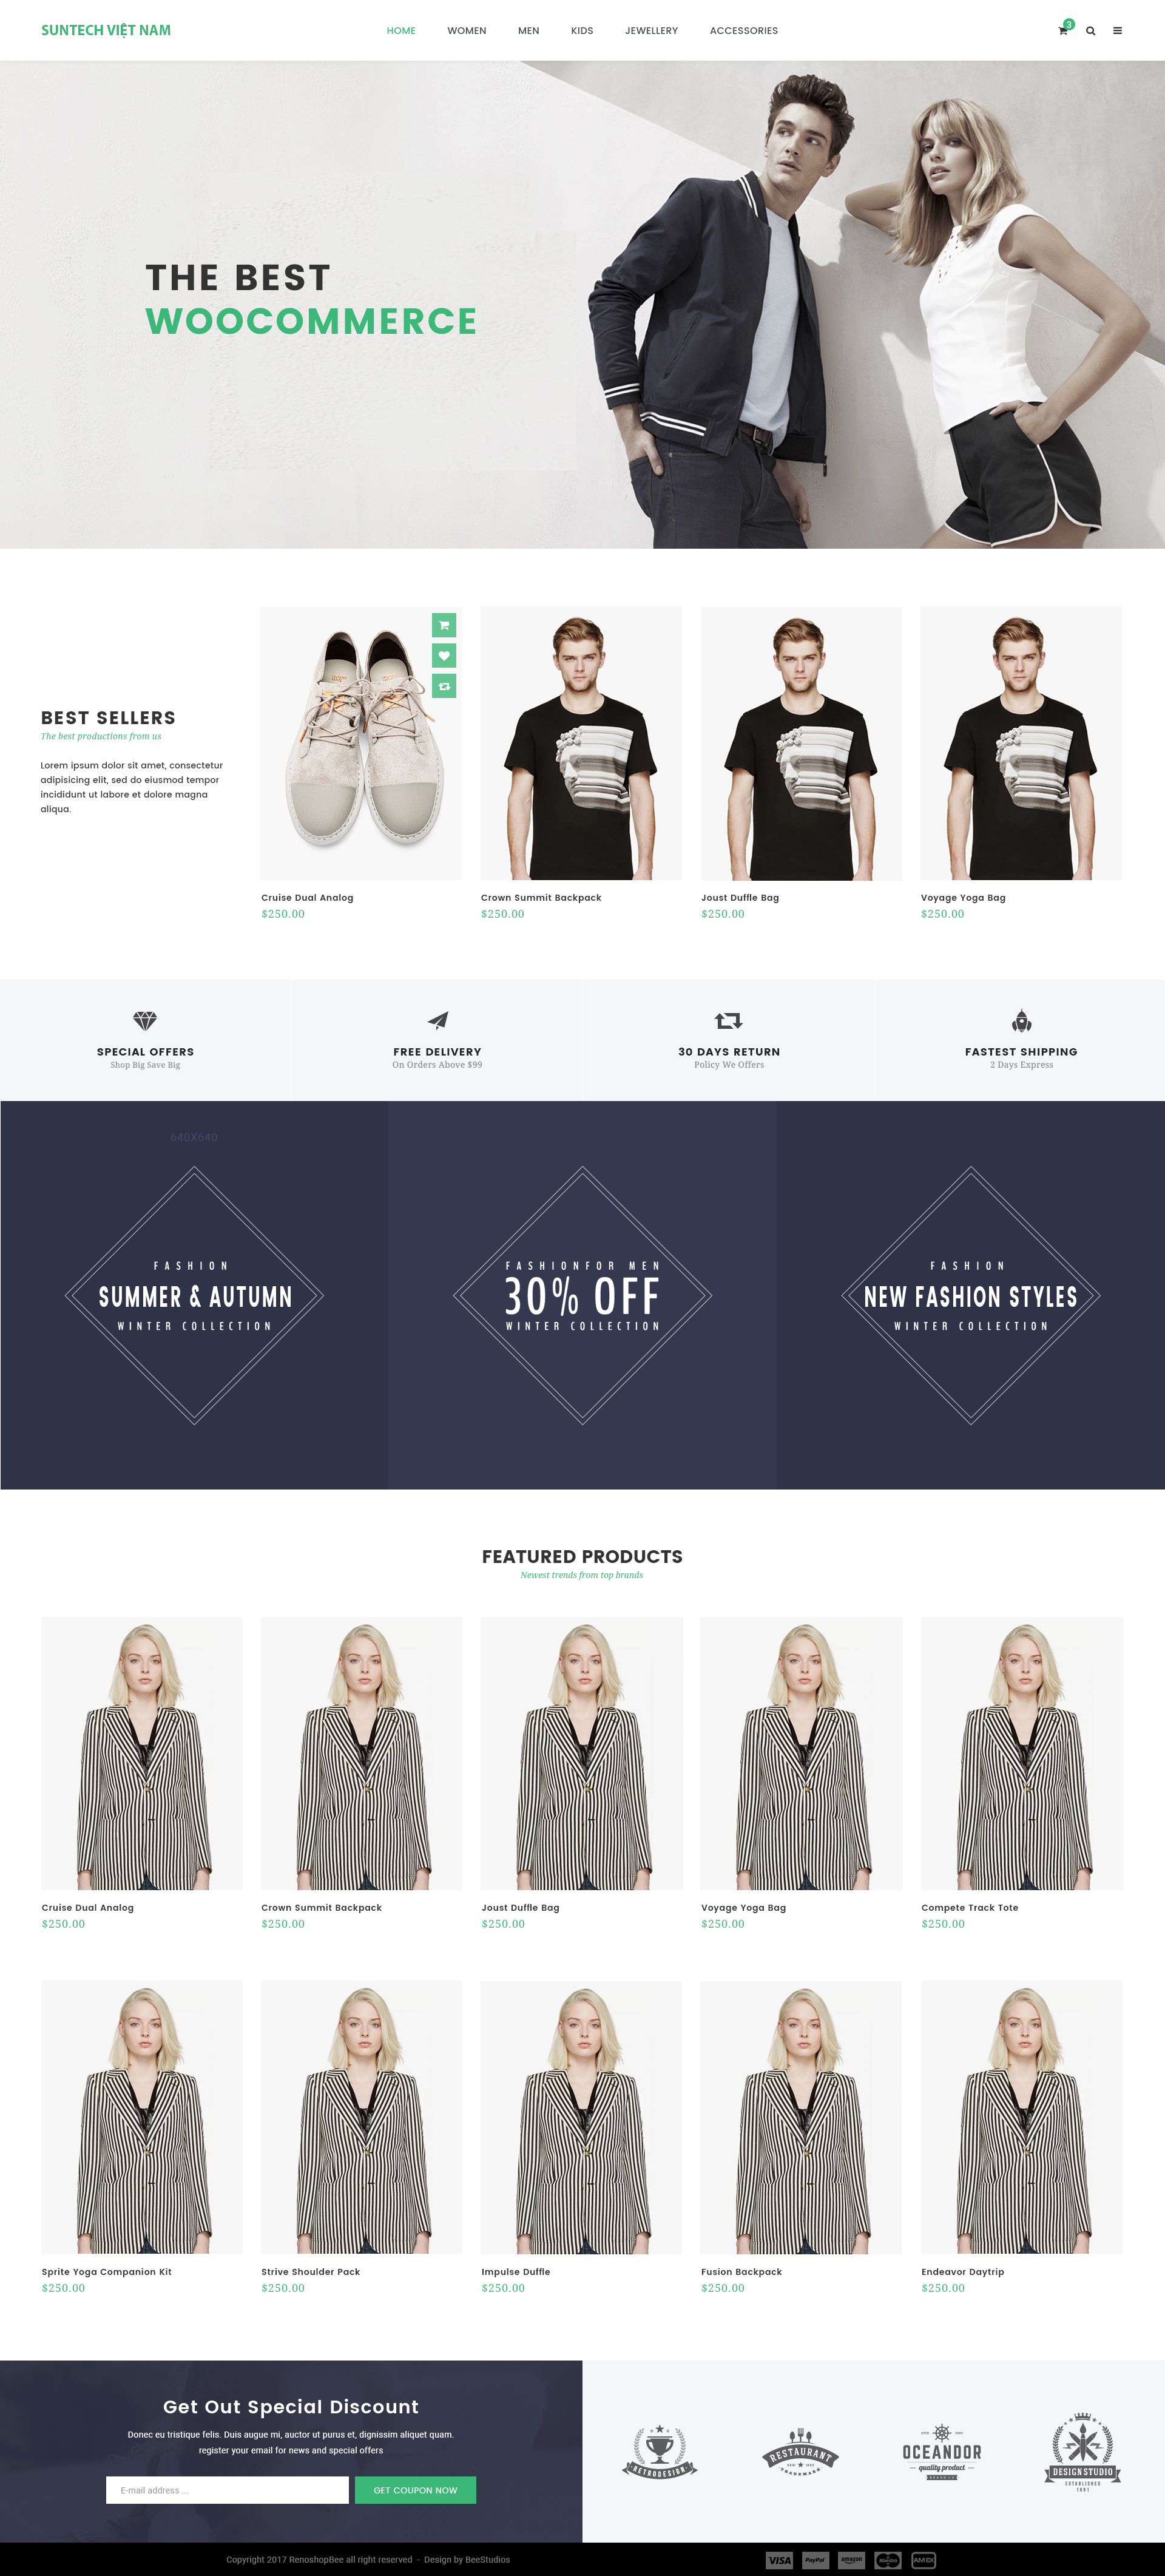 SUNTECH VIỆT NAM
HOME WOMEN MEN KIDS JEWELLERY ACCESSORIES
3
THE BEST
WOOCOMMERCE
BEST SELLERS
The best productions from us
Lorem ipsum dolor sit amet, consectetur
adipisicing elit, sed do eiusmod tempor
incididunt ut labore et dolore magna
aliqua.
Cruise Dual Analog
$250.00
Crown Summit Backpack
$250.00
Joust Duffle Bag
$250.00
Voyage Yoga Bag
$250.00
SPECIAL OFFERS
Shop Big Save Big
FREE DELIVERY
On Orders Above $99
30 DAYS RETURN
Policy We Offers
FASTEST SHIPPING
2 Days Express
640X640
FASHION
SUMMER & AUTUMN
WINTER COLLECTION
FASHIONFOR MEN
30% OFF
WINTER COLLECTION
FASHION
NEW FASHION STYLES
WINTER COLLECTION
FEATURED PRODUCTS
Newest trends from top brands
Cruise Dual Analog
$250.00
Crown Summit Backpack
$250.00
Joust Duffle Bag
$250.00
Voyage Yoga Bag
$250.00
Compete Track Tote
$250.00
Sprite Yoga Companion Kit
$250.00
Strive Shoulder Pack
$250.00
Impulse Duffle
$250.00
Fusion Backpack
$250.00
Endeavor Daytrip
$250.00
Get Out Special Discount
Donec eu tristique felis. Duis augue mi, auctor ut purus et, dignissim aliquet quam.
register your email for news and special offers
E-mail address ...
GET COUPON NOW
RETRODESIGN
RESTAURANT
TRADEMARK
OCEANDOR
quality product
DESIGN STUDIO
ESTABLISHED
1991
Copyright 2017 RenoshopBee all right reserved - Design by BeeStudios
VISA PayPal amazon Maestro AMEX